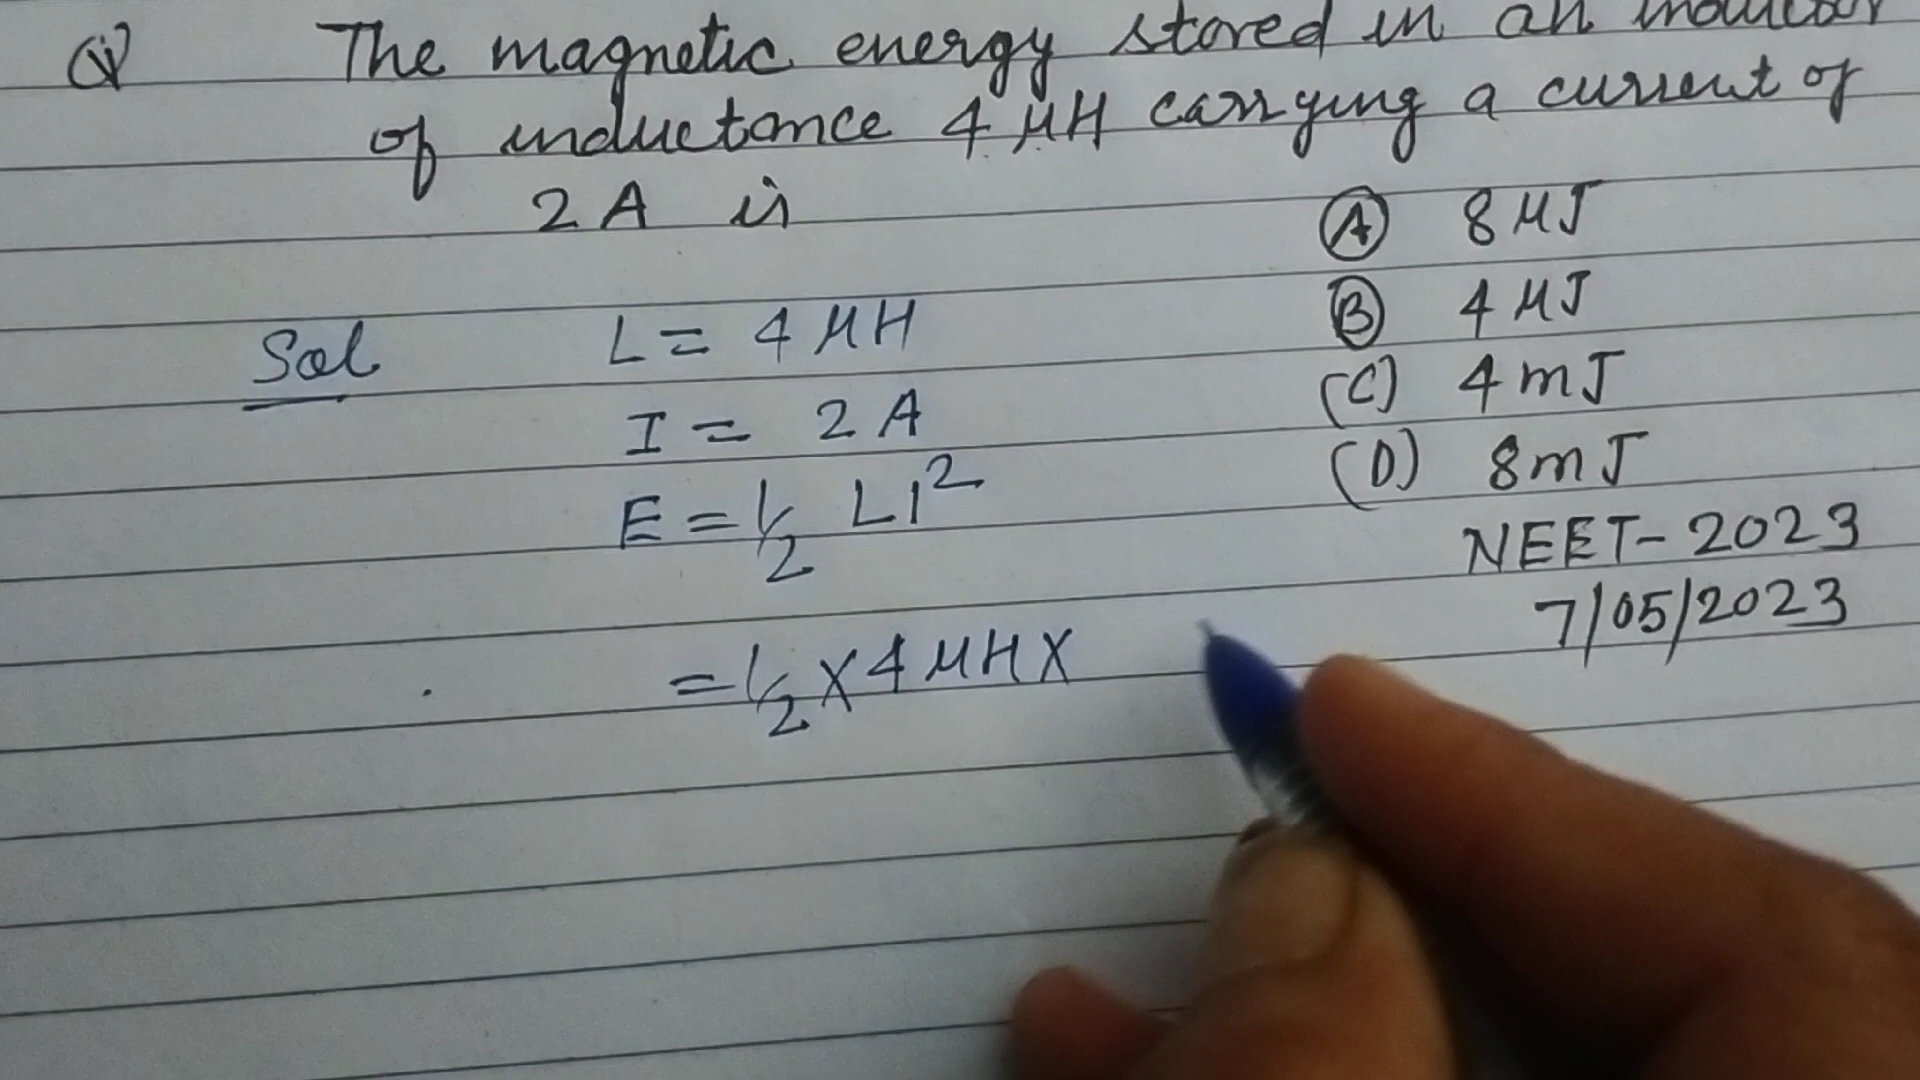 Q The magnetic energy stored in an inductor
of inductance 4 μH carrying a current of
2 A is
(A) 8 μJ
(B) 4 μJ
(C) 4 mJ
(D) 8 mJ
NEET-2023
7/05/2023
Sol L = 4 μH
I = 2 A
E = 1/2 LI²
= 1/2 X 4 μH X